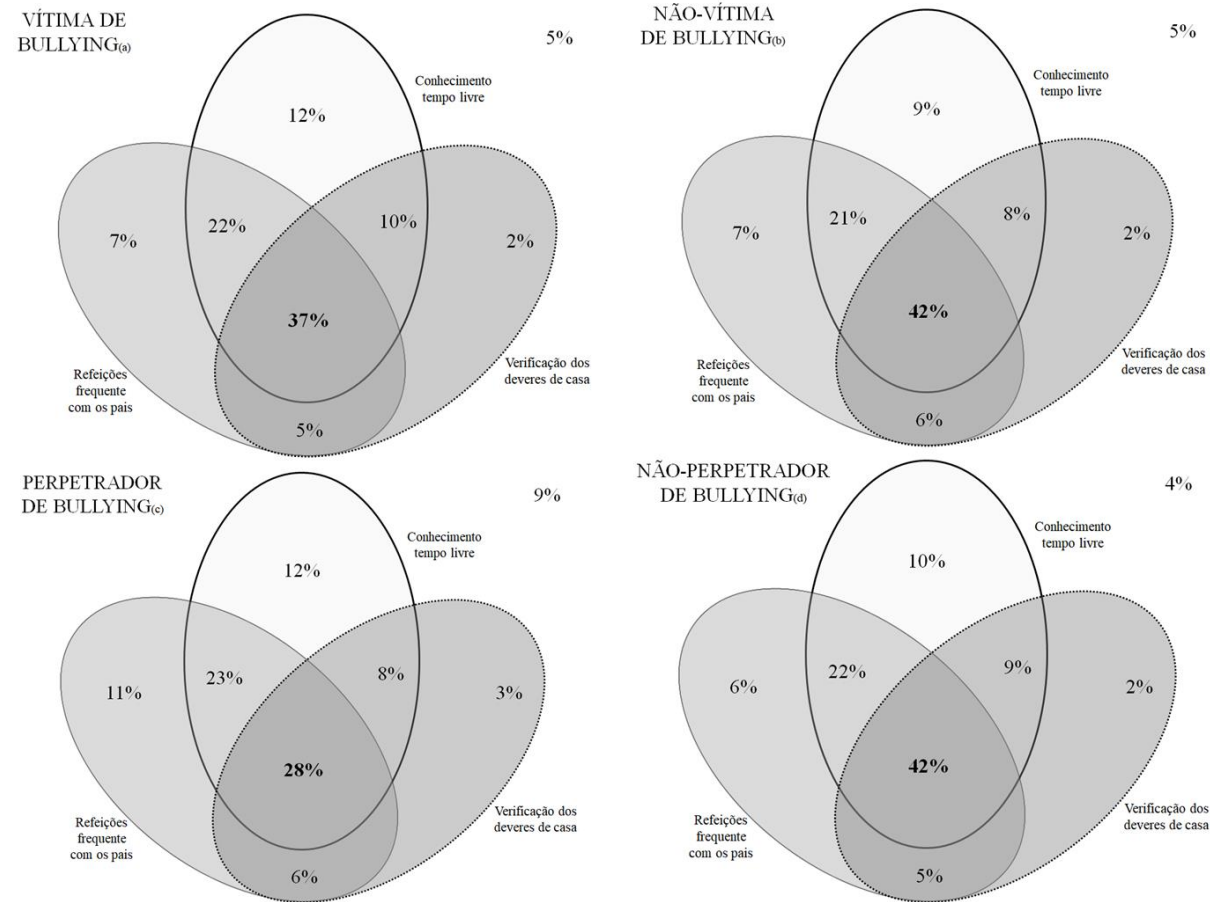 VÍTIMA DE
BULLYING(a)
5%
Conhecimento
tempo livre
12%
22%
10%
7%
2%
37%
Refeições
frequente
com os pais
Verificação dos
deveres de casa
5%
NÃO-VÍTIMA
DE BULLYING(b)
5%
Conhecimento
tempo livre
9%
21%
8%
7%
2%
42%
Refeições
frequente
com os pais
Verificação dos
deveres de casa
6%
PERPETRADOR
DE BULLYING(c)
9%
Conhecimento
tempo livre
12%
23%
8%
11%
3%
28%
Refeições
frequente
com os pais
Verificação dos
deveres de casa
6%
NÃO-PERPETRADOR
DE BULLYING(d)
4%
Conhecimento
tempo livre
10%
22%
9%
6%
2%
42%
Refeições
frequente
com os pais
Verificação dos
deveres de casa
5%